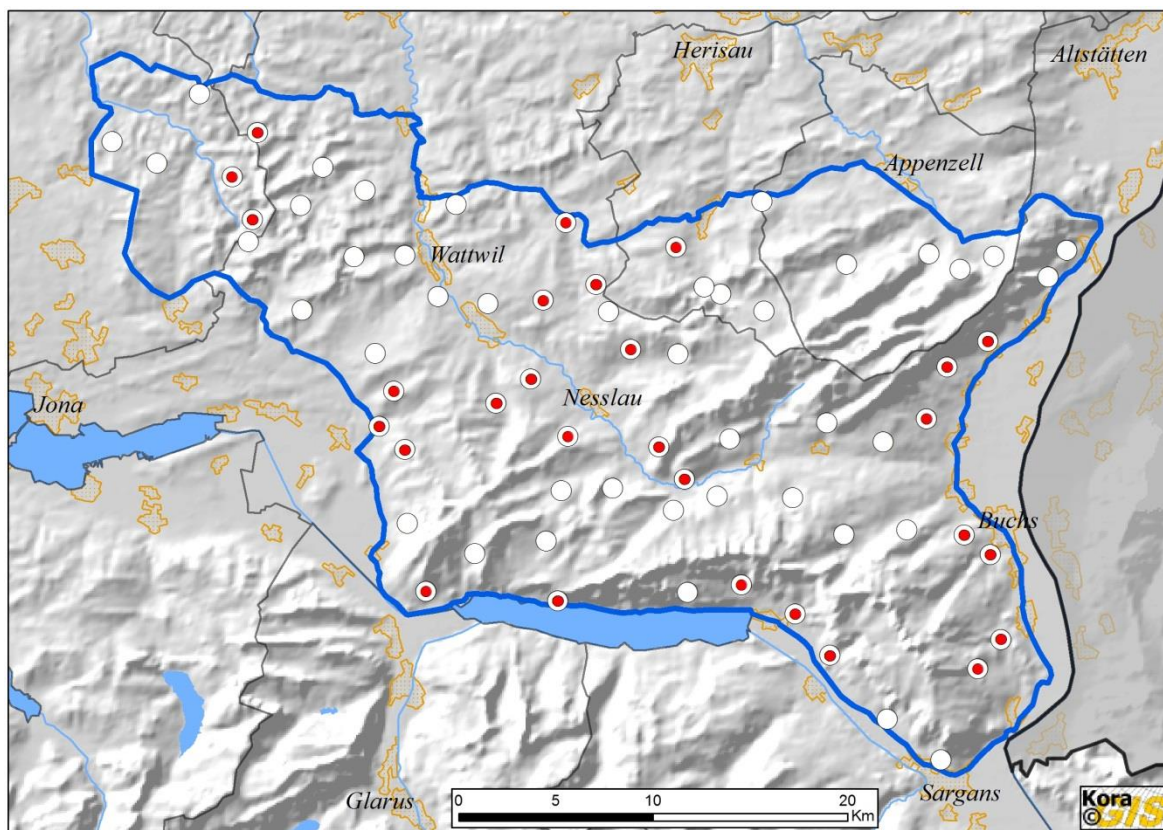 Herisau
Altstätten
Appenzell
Wattwil
Jona
Nesslau
Buchs
Glarus
Sargans
0 5 10 20
Km
Kora
© GIS